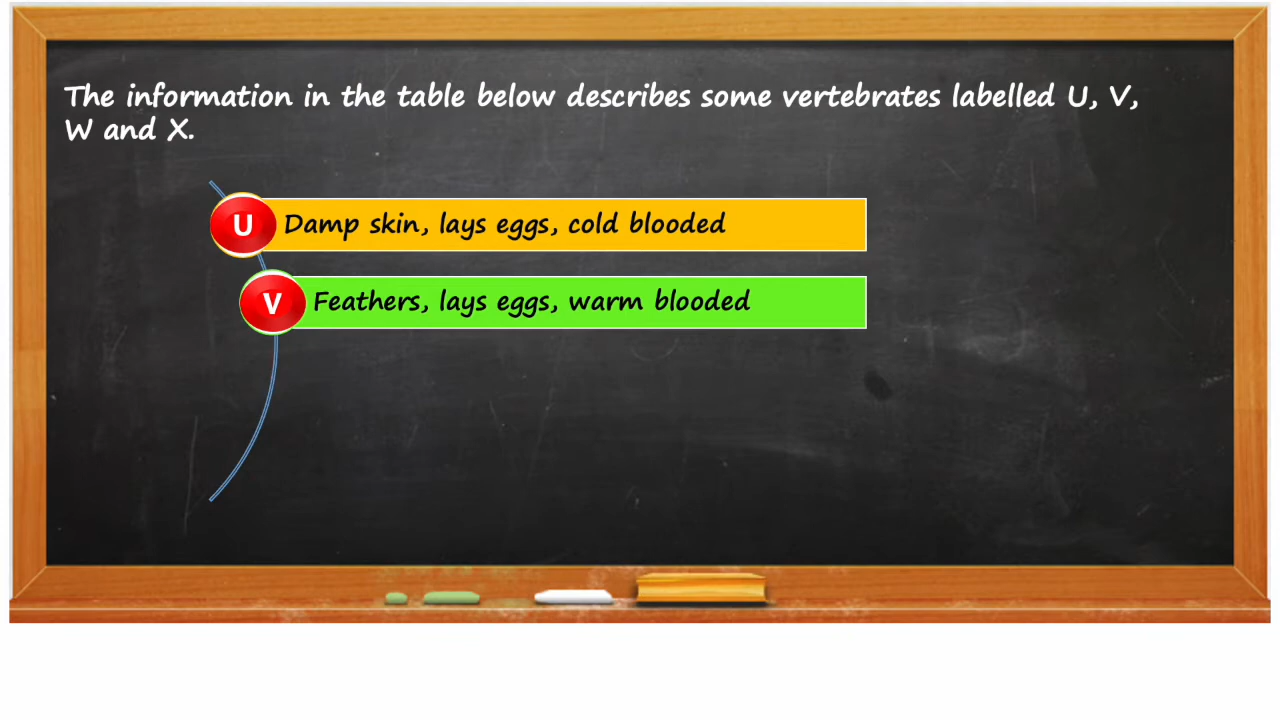 The information in the table below describes some vertebrates labelled U, V,
W and X.
U Damp skin, lays eggs, cold blooded
V Feathers, lays eggs, warm blooded